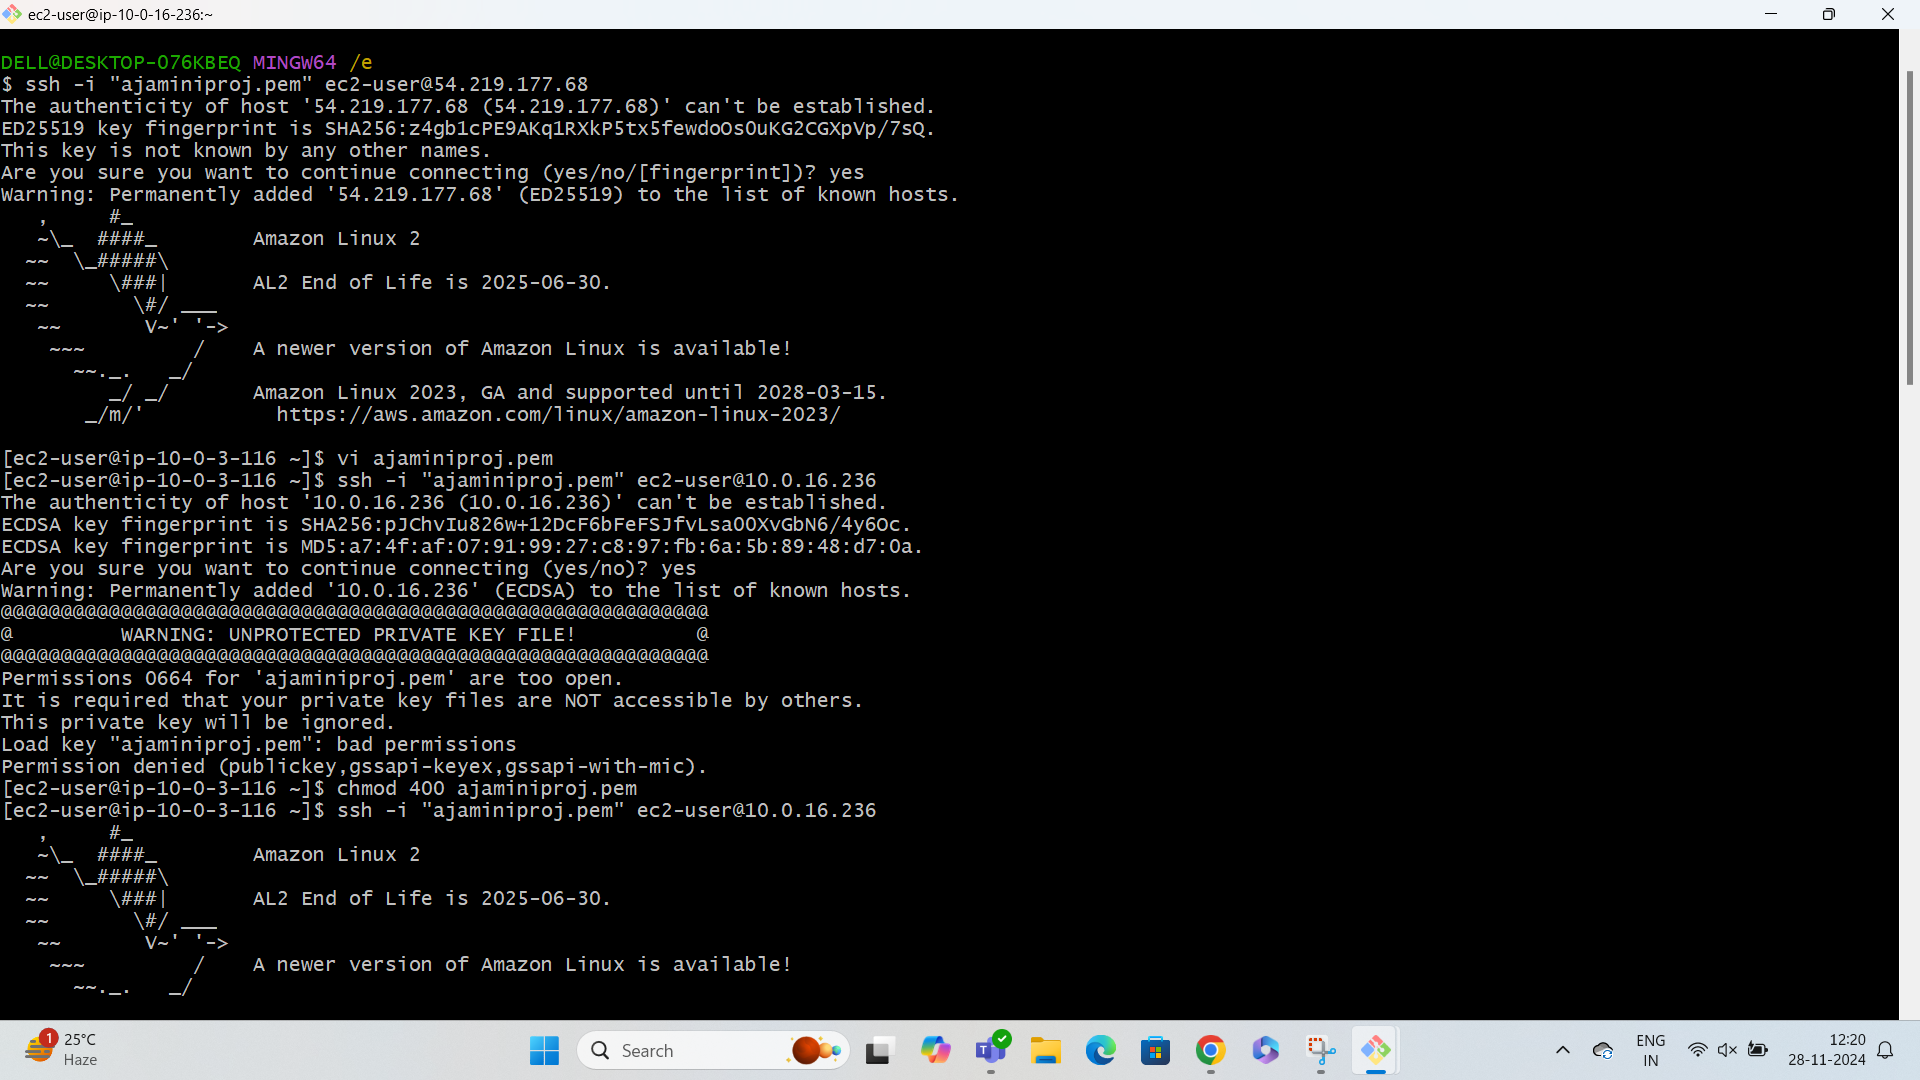 ec2-user@ip-10-0-16-236:~
DELL@DESKTOP-076KBEQ MINGW64 /e
$ ssh -i "ajaminiproj.pem" ec2-user@54.219.177.68
The authenticity of host '54.219.177.68 (54.219.177.68)' can't be established.
ED25519 key fingerprint is SHA256:z4gb1cPE9AKq1RXkP5tx5fewdoOs0uKG2CGXpVp/7sQ.
This key is not known by any other names.
Are you sure you want to continue connecting (yes/no/[fingerprint])? yes
Warning: Permanently added '54.219.177.68' (ED25519) to the list of known hosts.
   ,     #_
   ~\_  ####_        Amazon Linux 2
  ~~  \_#####\
  ~~     \###|       AL2 End of Life is 2025-06-30.
  ~~       \#/ ___
   ~~       V~' '->
    ~~~         /    A newer version of Amazon Linux is available!
      ~~._.   _/
         _/ _/       Amazon Linux 2023, GA and supported until 2028-03-15.
       _/m/'           https://aws.amazon.com/linux/amazon-linux-2023/
[ec2-user@ip-10-0-3-116 ~]$ vi ajaminiproj.pem
[ec2-user@ip-10-0-3-116 ~]$ ssh -i "ajaminiproj.pem" ec2-user@10.0.16.236
The authenticity of host '10.0.16.236 (10.0.16.236)' can't be established.
ECDSA key fingerprint is SHA256:pJChvIu826w+12DcF6bFeFSJfvLsaO0XvGbN6/4y6Oc.
ECDSA key fingerprint is MD5:a7:4f:af:07:91:99:27:c8:97:fb:6a:5b:89:48:d7:0a.
Are you sure you want to continue connecting (yes/no)? yes
Warning: Permanently added '10.0.16.236' (ECDSA) to the list of known hosts.
@@@@@@@@@@@@@@@@@@@@@@@@@@@@@@@@@@@@@@@@@@@@@@@@@@@@@@@@@@@
@         WARNING: UNPROTECTED PRIVATE KEY FILE!          @
@@@@@@@@@@@@@@@@@@@@@@@@@@@@@@@@@@@@@@@@@@@@@@@@@@@@@@@@@@@
Permissions 0664 for 'ajaminiproj.pem' are too open.
It is required that your private key files are NOT accessible by others.
This private key will be ignored.
Load key "ajaminiproj.pem": bad permissions
Permission denied (publickey,gssapi-keyex,gssapi-with-mic).
[ec2-user@ip-10-0-3-116 ~]$ chmod 400 ajaminiproj.pem
[ec2-user@ip-10-0-3-116 ~]$ ssh -i "ajaminiproj.pem" ec2-user@10.0.16.236
   ,     #_
   ~\_  ####_        Amazon Linux 2
  ~~  \_#####\
  ~~     \###|       AL2 End of Life is 2025-06-30.
  ~~       \#/ ___
   ~~       V~' '->
    ~~~         /    A newer version of Amazon Linux is available!
      ~~._.   _/
1
25°C
Haze
Search
ENG
IN
12:20
28-11-2024